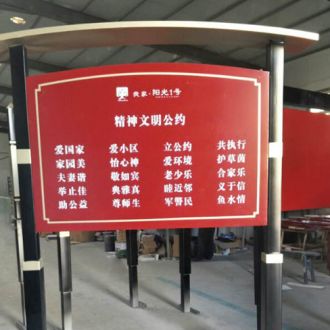 我家·阳光1号
精神文明公约
爱国家 爱小区 立公约 共执行
家园美 怡心神 爱环境 护草茵
夫妻谐 敬如宾 老少乐 合家乐
举止佳 典雅真 睦近邻 义于信
助公益 尊师生 军警民 鱼水情